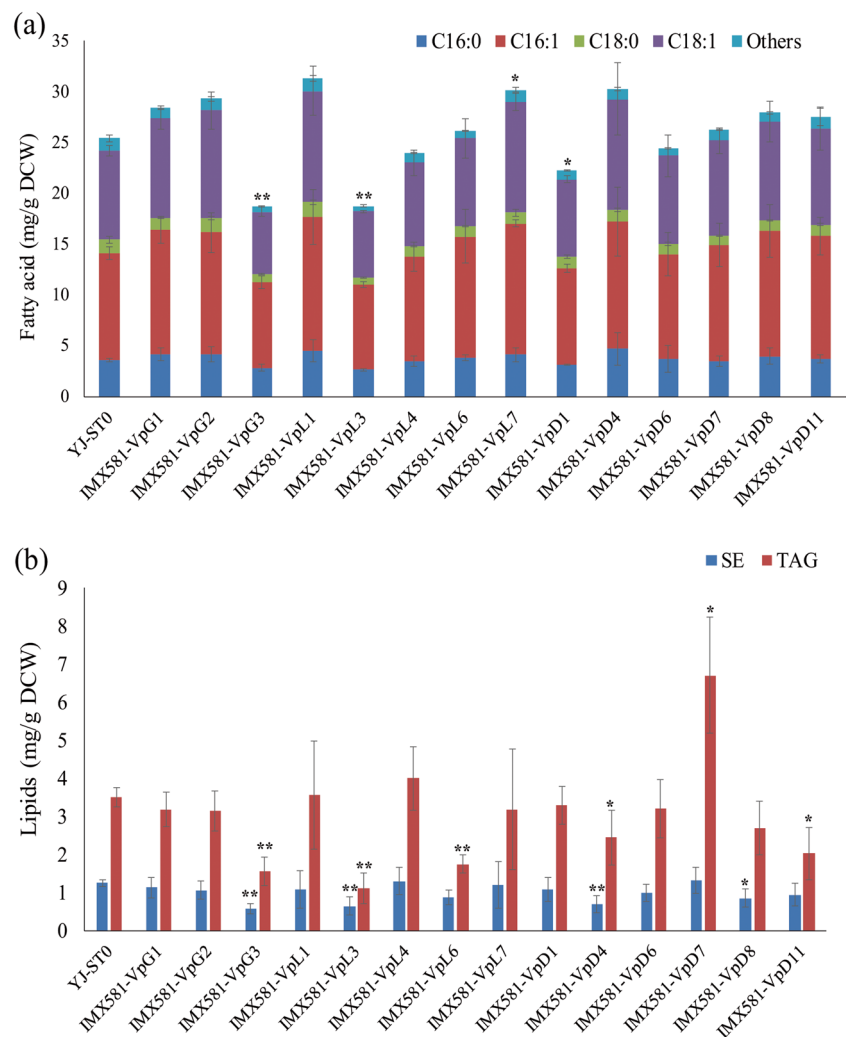 (a)
C16:0 C16:1 C18:0 C18:1 Others
Fatty acid (mg/g DCW)
35
30
25
20
15
10
5
0
** ** * *
YJ-ST0 IMX581-VpG1 IMX581-VpG2 IMX581-VpG3 IMX581-VpL1 IMX581-VpL3 IMX581-VpL4 IMX581-VpL6 IMX581-VpL7 IMX581-VpD1 IMX581-VpD4 IMX581-VpD6 IMX581-VpD7 IMX581-VpD8 IMX581-VpD11
(b)
SE TAG
Lipids (mg/g DCW)
9
8
7
6
5
4
3
2
1
0
** ** ** ** ** ** * * * *
YJ-ST0 IMX581-VpG1 IMX581-VpG2 IMX581-VpG3 IMX581-VpL1 IMX581-VpL3 IMX581-VpL4 IMX581-VpL6 IMX581-VpL7 IMX581-VpD1 IMX581-VpD4 IMX581-VpD6 IMX581-VpD7 IMX581-VpD8 IMX581-VpD11